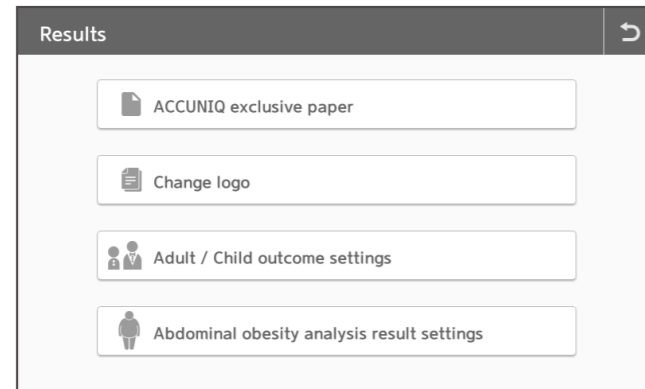 Results
ACCUNIQ exclusive paper
Change logo
Adult / Child outcome settings
Abdominal obesity analysis result settings